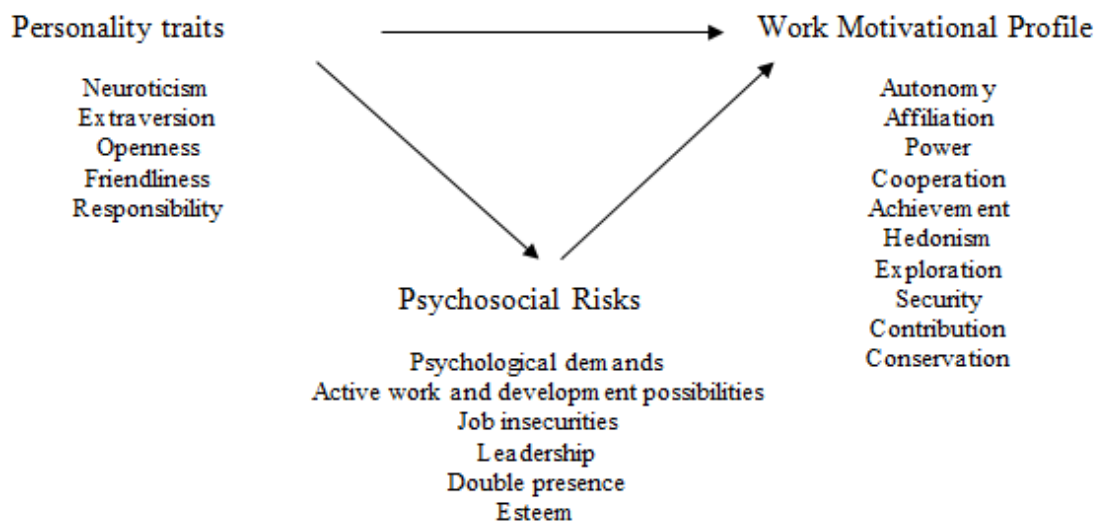 Personality traits
Neuroticism
Extraversion
Openness
Friendliness
Responsibility
Work Motivational Profile
Autonomy
Affiliation
Power
Cooperation
Achievement
Hedonism
Exploration
Security
Contribution
Conservation
Psychosocial Risks
Psychological demands
Active work and development possibilities
Job insecurities
Leadership
Double presence
Esteem